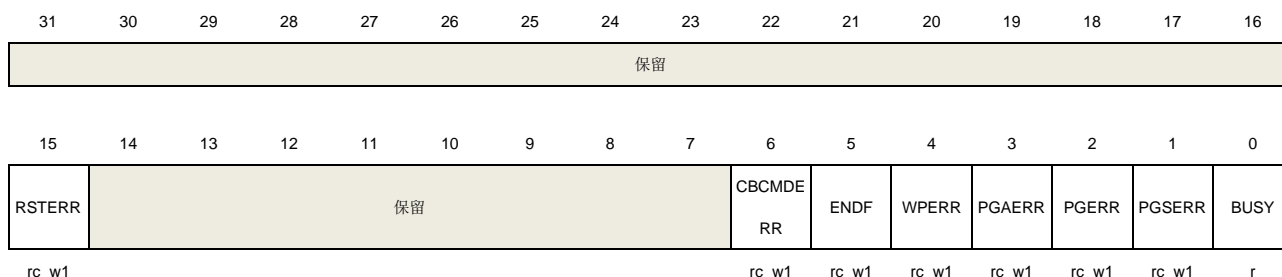 31 30 29 28 27 26 25 24 23 22 21 20 19 18 17 16
保留
15 14 13 12 11 10 9 8 7 6 5 4 3 2 1 0
RSTERR 保留 CBCMDE RR ENDF WPERR PGAERR PGERR PGSERR BUSY
rc_w1 rc_w1 rc_w1 rc_w1 rc_w1 rc_w1 rc_w1 r